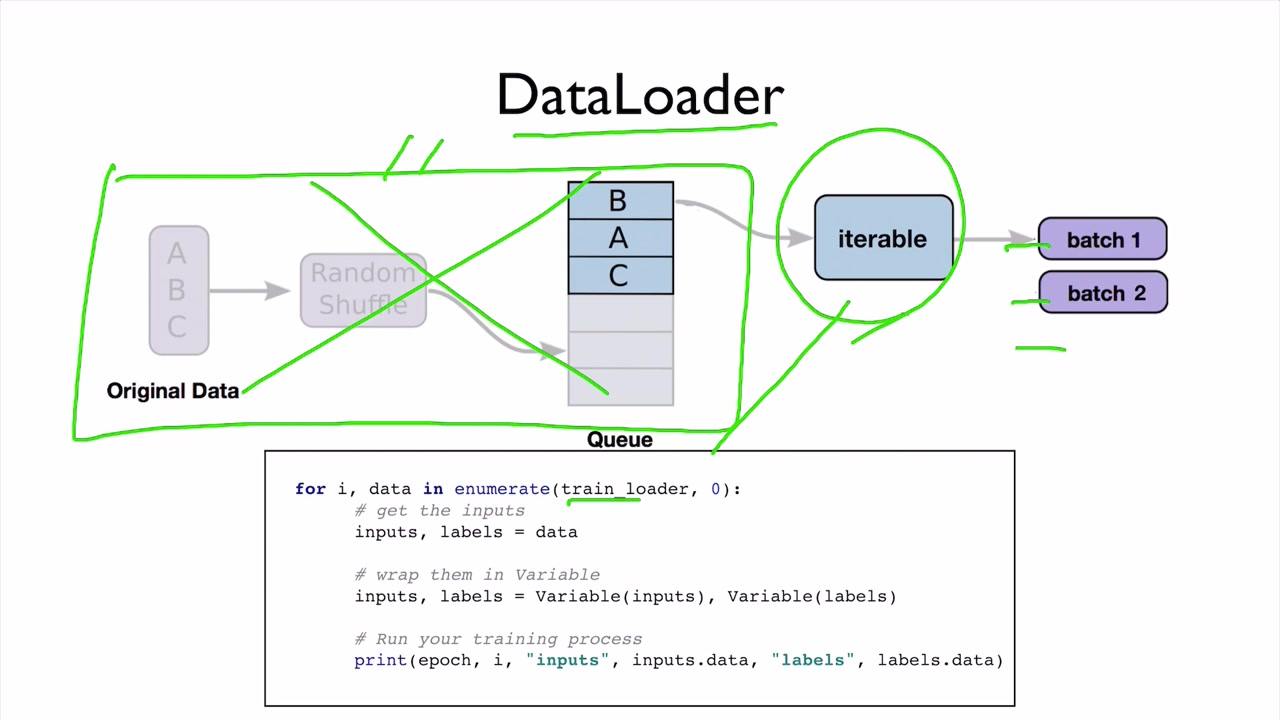 DataLoader
A
B
C
Original Data
Random
Shuffle
B
A
C
Queue
iterable
batch 1
batch 2
for i, data in enumerate(train_loader, 0):
# get the inputs
inputs, labels = data
# wrap them in Variable
inputs, labels = Variable(inputs), Variable(labels)
# Run your training process
print(epoch, i, "inputs", inputs.data, "labels", labels.data)